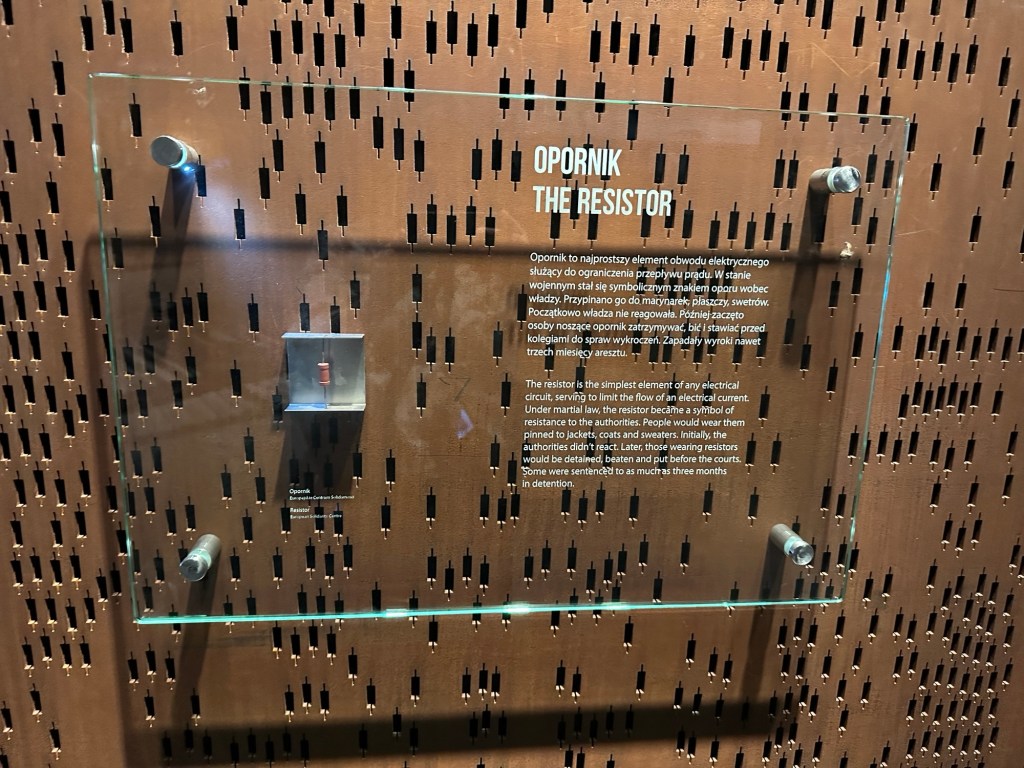 OPORNIK
THE RESISTOR
Opornik to najprostszy element obwodu elektrycznego
służący do ograniczenia przepływu prądu. W stanie
wojennym stał się symbolicznym znakiem oporu wobec
władzy. Przypinano go do marynarek, płaszczy, swetrów.
Początkowo władza nie reagowała. Później zaczęto
osoby noszące opornik zatrzymywać, bić i stawiać przed
kolegiami do spraw wykroczeń. Zapadały wyroki nawet
trzech miesięcy aresztu.
The resistor is the simplest element of any electrical
circuit, serving to limit the flow of an electrical current.
Under martial law, the resistor became a symbol of
resistance to the authorities. People would wear them
pinned to jackets, coats and sweaters. Initially, the
authorities didn't react. Later, those wearing resistors
would be detained, beaten and put before the courts.
Some were sentenced to as much as three months
in detention.
Opornik
Europejskie Centrum Solidarności
Resistor
European Solidarity Centre